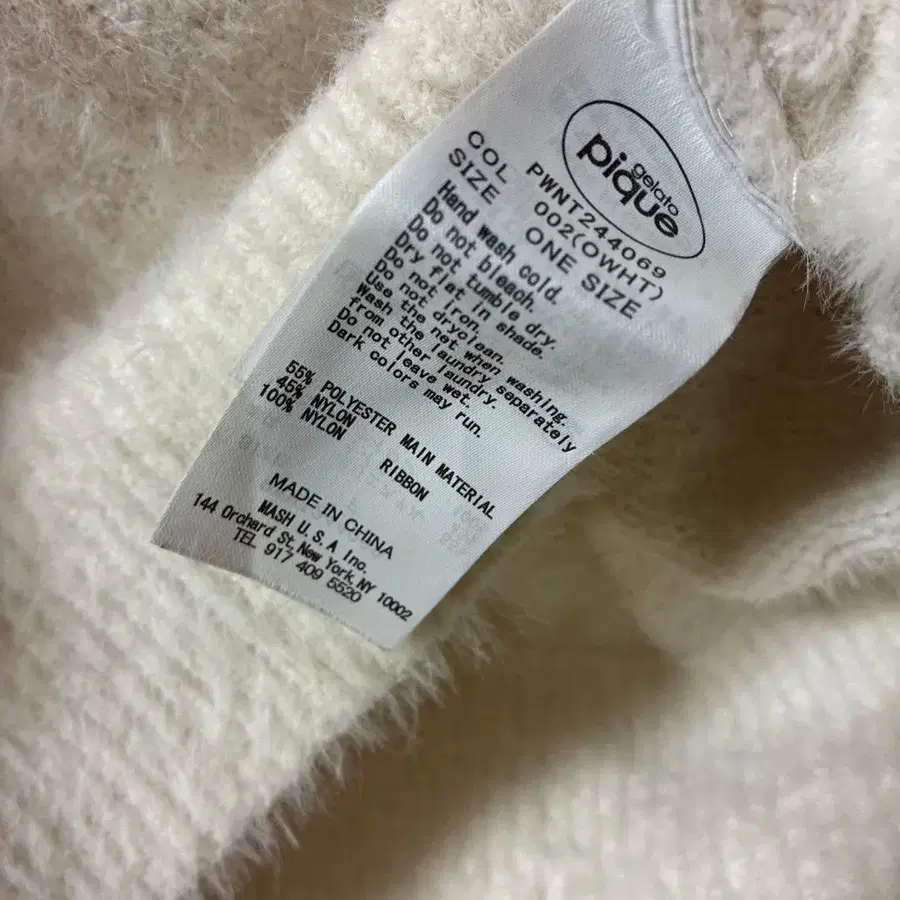 gelato
pique
PWNT244069
COL 002(OWHT)
SIZE ONE SIZE
Hand wash cold.
Do not bleach.
Do not tumble dry.
Dry flat in shade.
Do not iron.
Do not dryclean.
Use the net when washing.
Wash the laundry separately
from other laundry.
Do not leave wet.
Dark colors may run.
55% POLYESTER MAIN MATERIAL
45% NYLON
100% NYLON RIBBON
MADE IN CHINA
MASH U.S.A Inc.
144 Orchard St, New York, NY 10002
TEL 917 409 5520